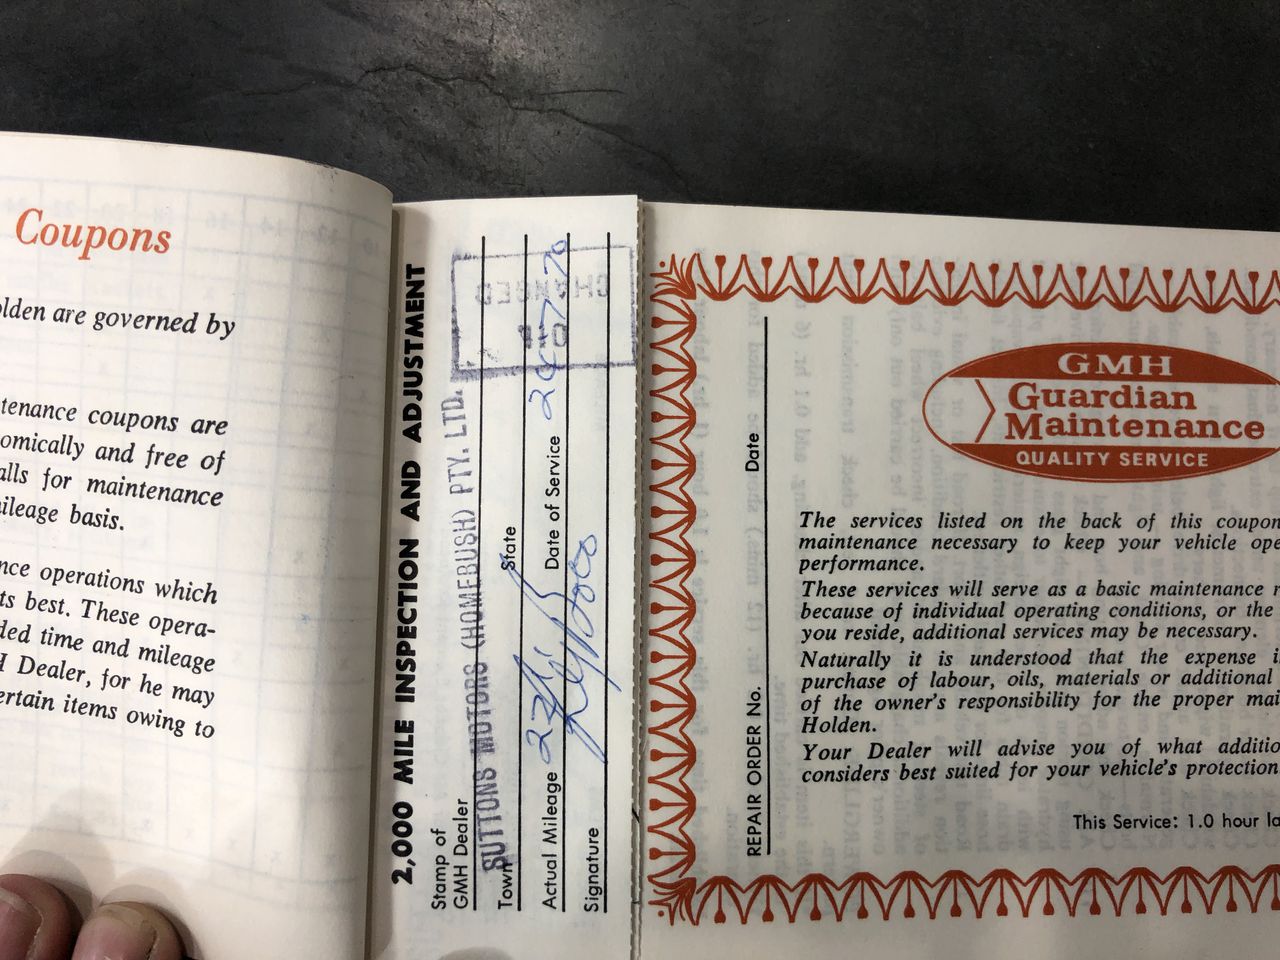 Coupons
olden are governed by
tenance coupons are
omically and free of
alls for maintenance
ileage basis.
nce operations which
ts best. These opera-
ded time and mileage
H Dealer, for he may
ertain items owing to
2,000 MILE INSPECTION AND ADJUSTMENT
Stamp of
GMH Dealer
SUTTONS MOTORS (HOMEBUSH) PTY. LTD.
Town State
Actual Mileage Date of Service
Signature
OIL
CHANGED
REPAIR ORDER No. Date
GMH
Guardian
Maintenance
QUALITY SERVICE
The services listed on the back of this coupon
maintenance necessary to keep your vehicle ope
performance.
These services will serve as a basic maintenance r
because of individual operating conditions, or the
you reside, additional services may be necessary.
Naturally it is understood that the expense i
purchase of labour, oils, materials or additional
of the owner's responsibility for the proper mai
Holden.
Your Dealer will advise you of what additio
considers best suited for your vehicle's protection
This Service: 1.0 hour la